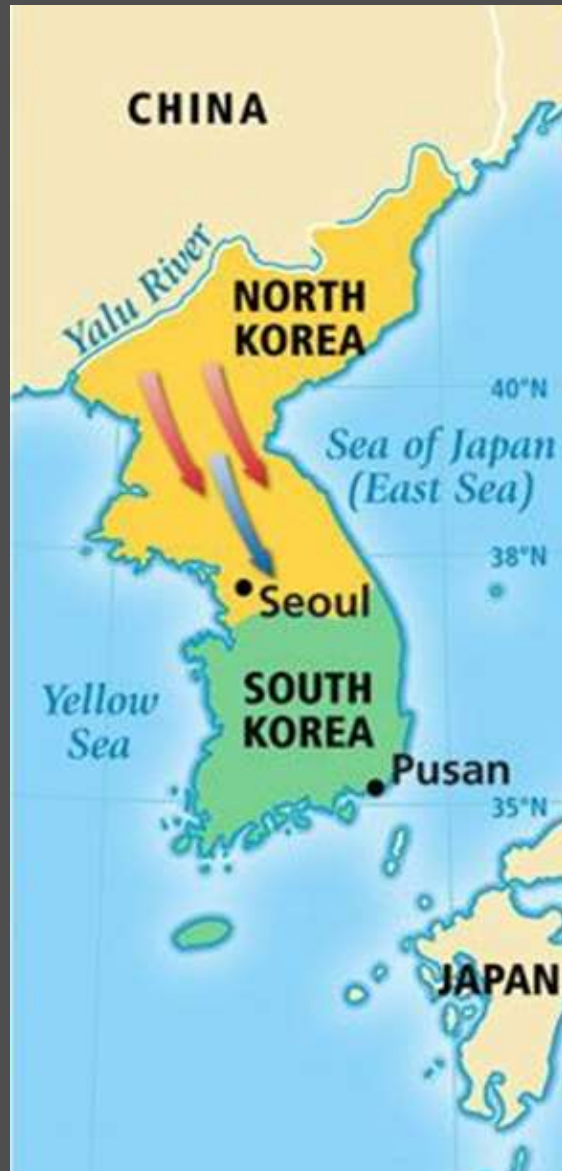 CHINA
Yalu River
NORTH
KOREA
40°N
Sea of Japan
(East Sea)
38°N
Seoul
Yellow
Sea
SOUTH
KOREA
Pusan
35°N
JAPAN